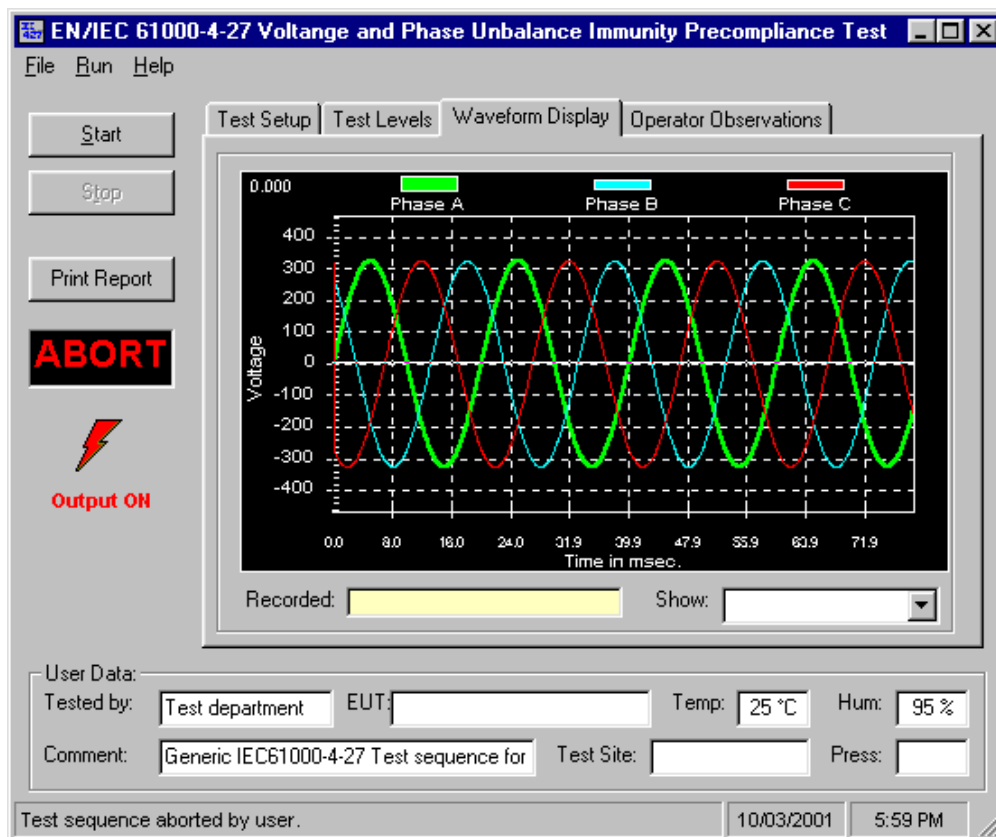 EN/IEC 61000-4-27 Voltange and Phase Unbalance Immunity Precompliance Test
File Run Help
Start
Stop
Print Report
ABORT
Output ON
Test Setup Test Levels Waveform Display Operator Observations
0.000
Phase A Phase B Phase C
400
300
200
100
0
-100
-200
-300
-400
Voltage
0.0 8.0 16.0 24.0 31.9 39.9 47.9 55.9 63.9 71.9
Time in msec.
Recorded: Show:
User Data:
Tested by: Test department EUT: Temp: 25 °C Hum: 95 %
Comment: Generic IEC61000-4-27 Test sequence for Test Site: Press:
Test sequence aborted by user. 10/03/2001 5:59 PM